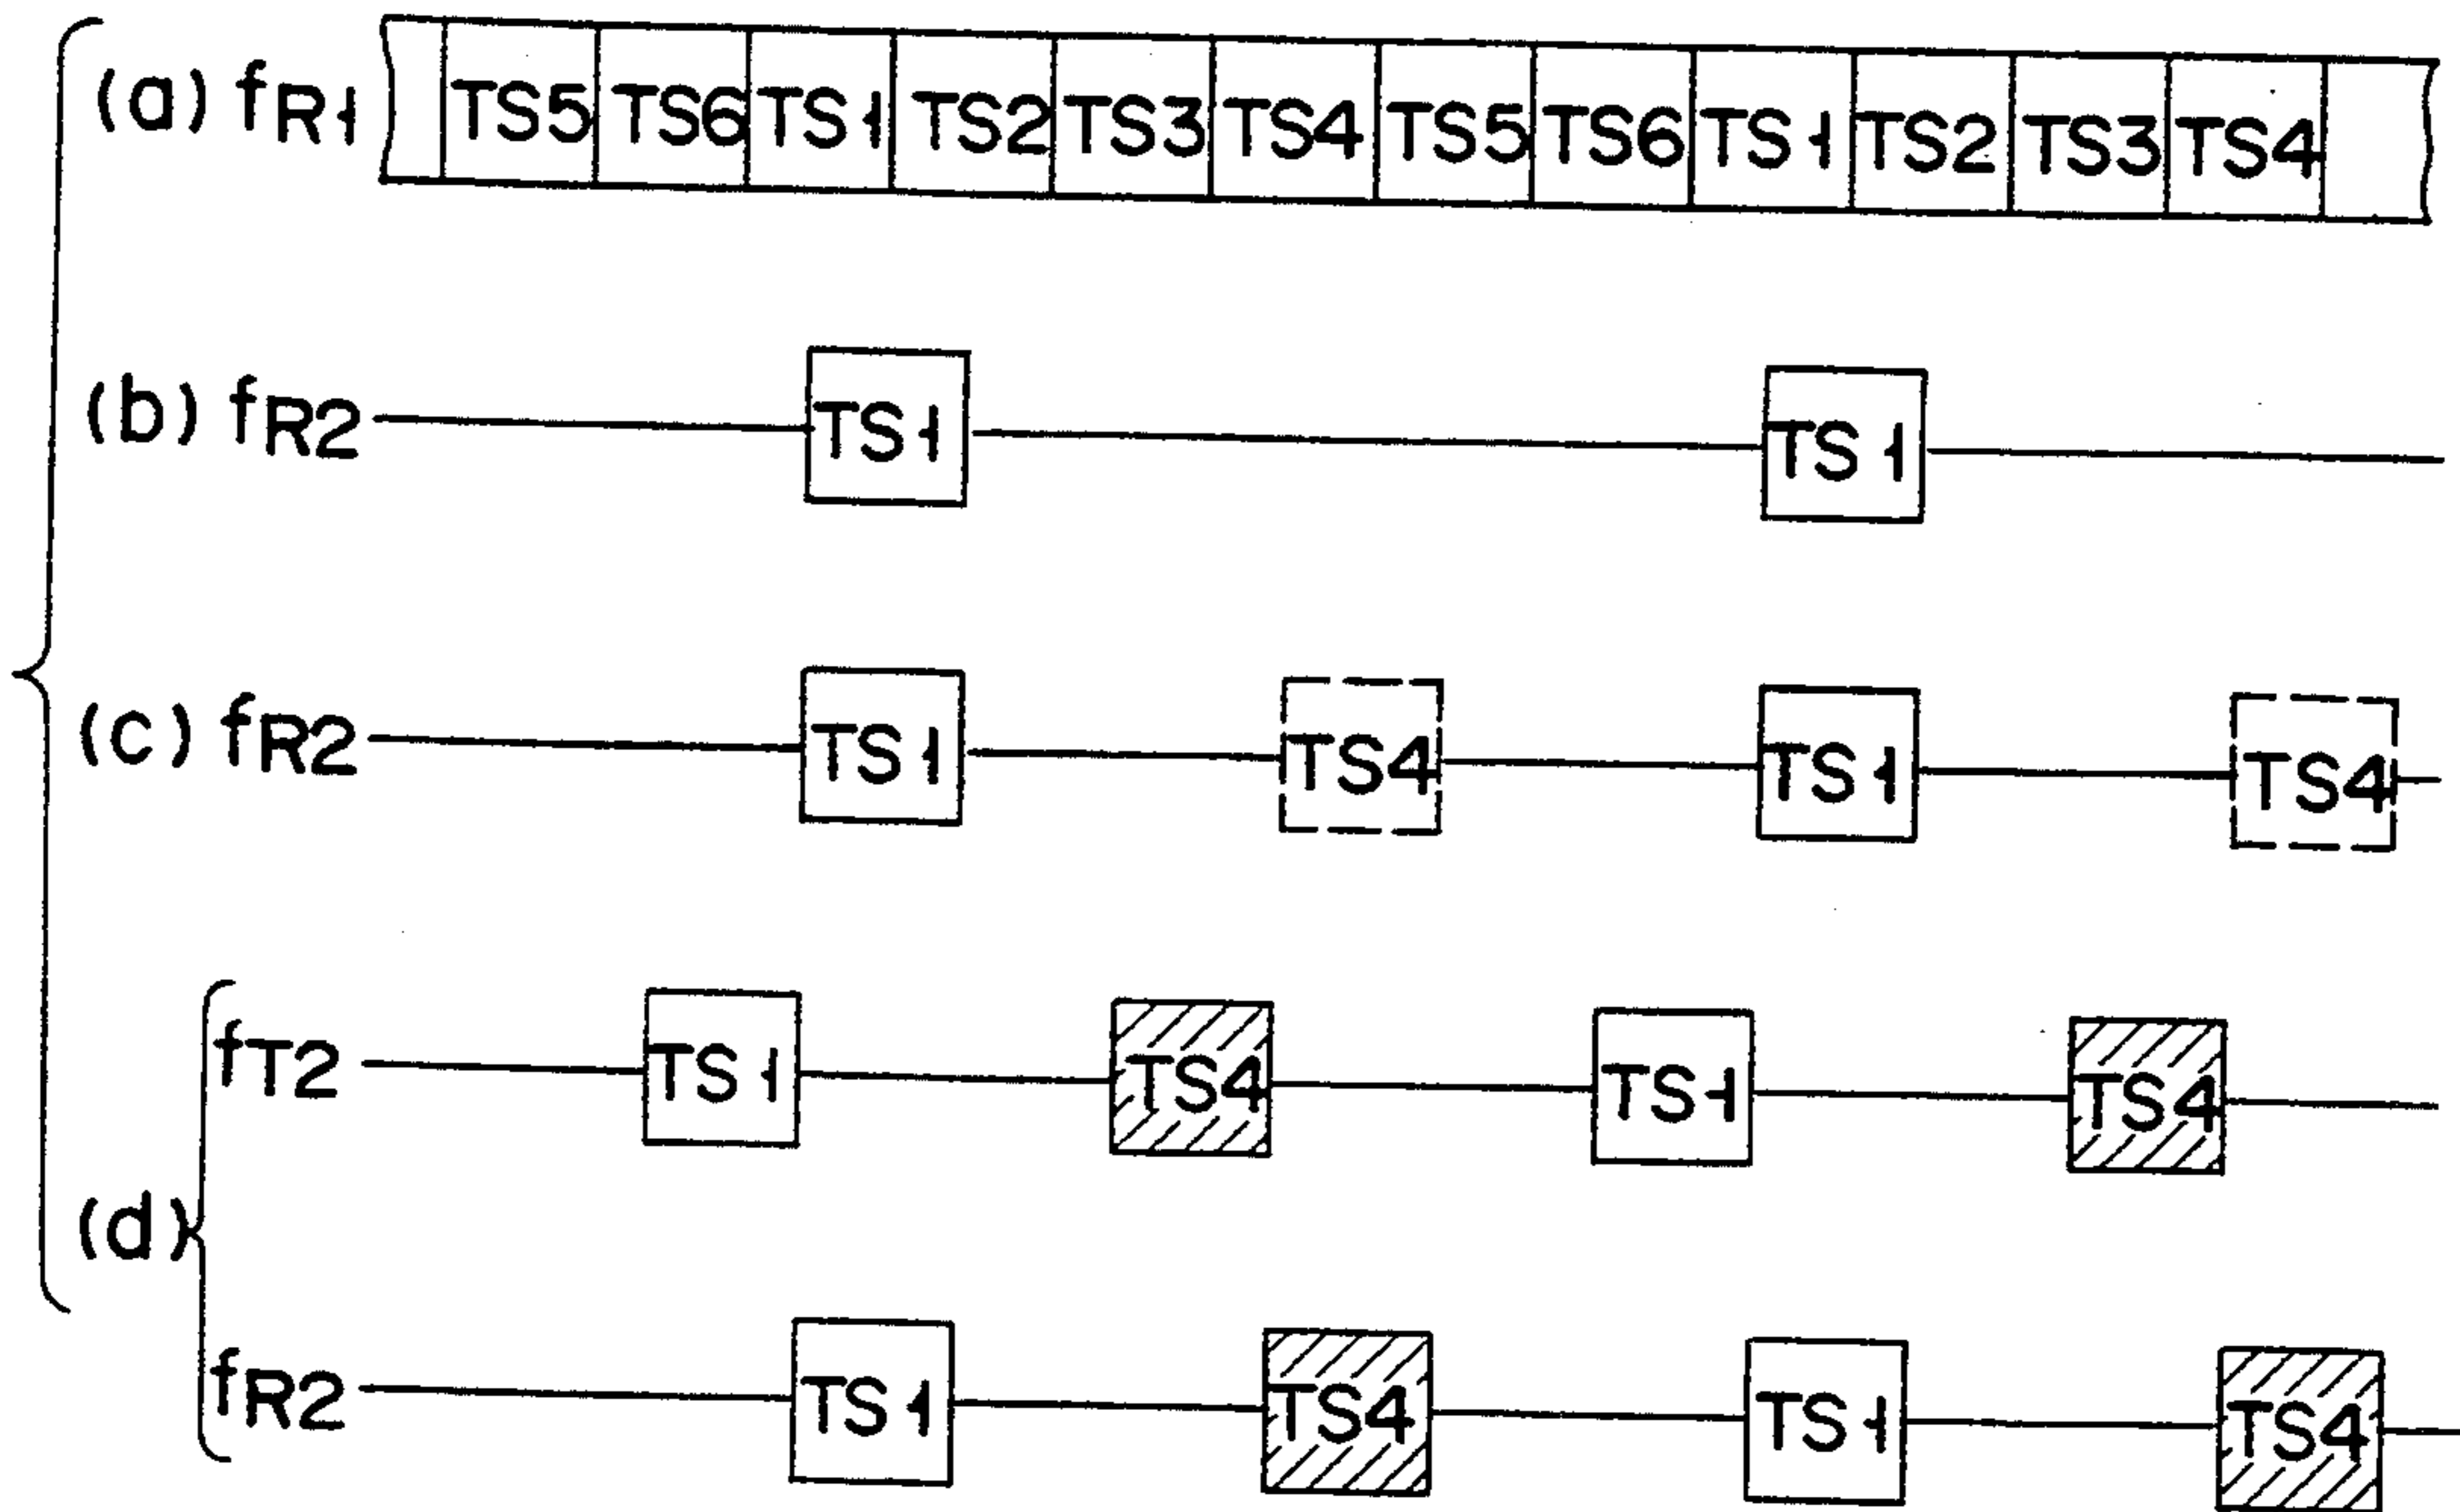 (a) fR1 TS5 TS6 TS1 TS2 TS3 TS4 TS5 TS6 TS1 TS2 TS3 TS4
(b) fR2 TS1 TS1
(c) fR2 TS1 TS4 TS1 TS4
fT2 TS1 TS4 TS1 TS4
(d)
fR2 TS1 TS4 TS1 TS4